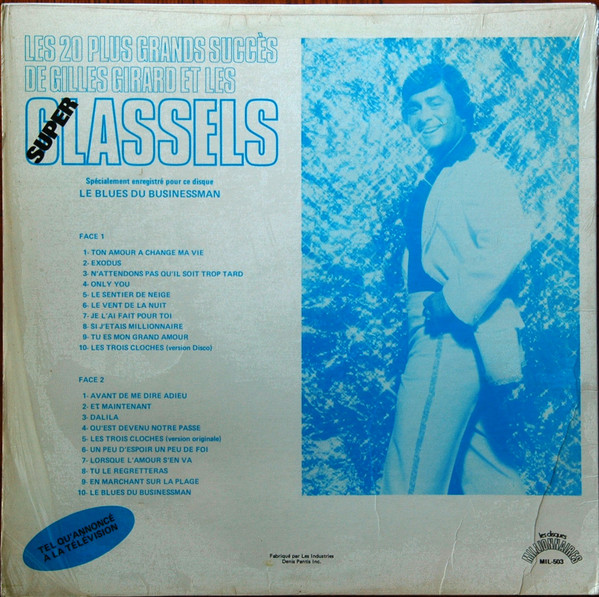 LES 20 PLUS GRANDS SUCCÈS
DE GILLES GIRARD ET LES
SUPER
CLASSELS
Spécialement enregistré pour ce disque
LE BLUES DU BUSINESSMAN
FACE 1
1- TON AMOUR A CHANGE MA VIE
2- EXODUS
3- N'ATTENDONS PAS QU'IL SOIT TROP TARD
4- ONLY YOU
5- LE SENTIER DE NEIGE
6- LE VENT DE LA NUIT
7- JE L'AI FAIT POUR TOI
8- SI J'ETAIS MILLIONNAIRE
9- TU ES MON GRAND AMOUR
10- LES TROIS CLOCHES (version Disco)
FACE 2
1- AVANT DE ME DIRE ADIEU
2- ET MAINTENANT
3- DALILA
4- QU'EST DEVENU NOTRE PASSE
5- LES TROIS CLOCHES (version originale)
6- UN PEU D'ESPOIR UN PEU DE FOI
7- LORSQUE L'AMOUR S'EN VA
8- TU LE REGRETTERAS
9- EN MARCHANT SUR LA PLAGE
10- LE BLUES DU BUSINESSMAN
TEL QU'ANNONCÉ
A LA TÉLÉVISION
Fabriqué par Les Industries
Denis Pantis Inc.
les disques
MILLIONNAIRES
MIL-503